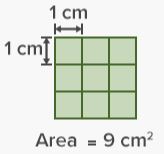 1 cm
1 cm
Area = 9 cm²